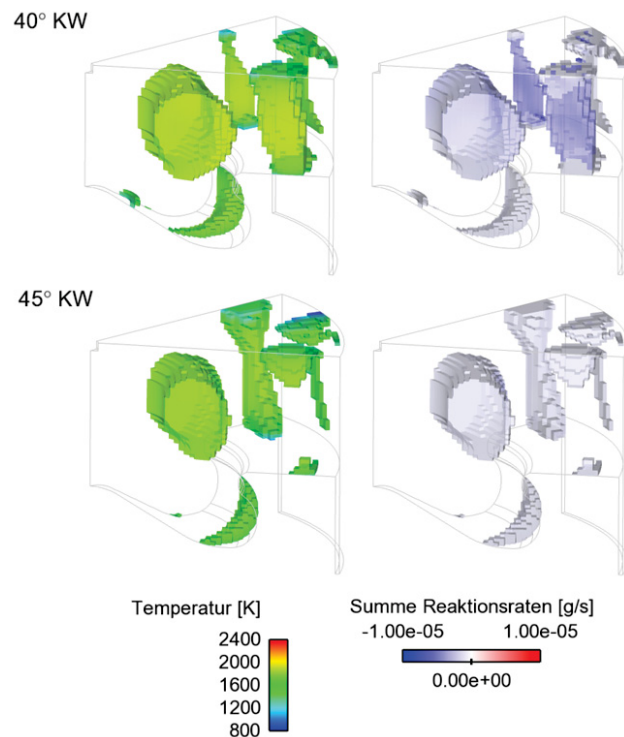 40° KW
45° KW
Temperatur [K]
2400
2000
1600
1200
800
Summe Reaktionsraten [g/s]
-1.00e-05 1.00e-05
0.00e+00